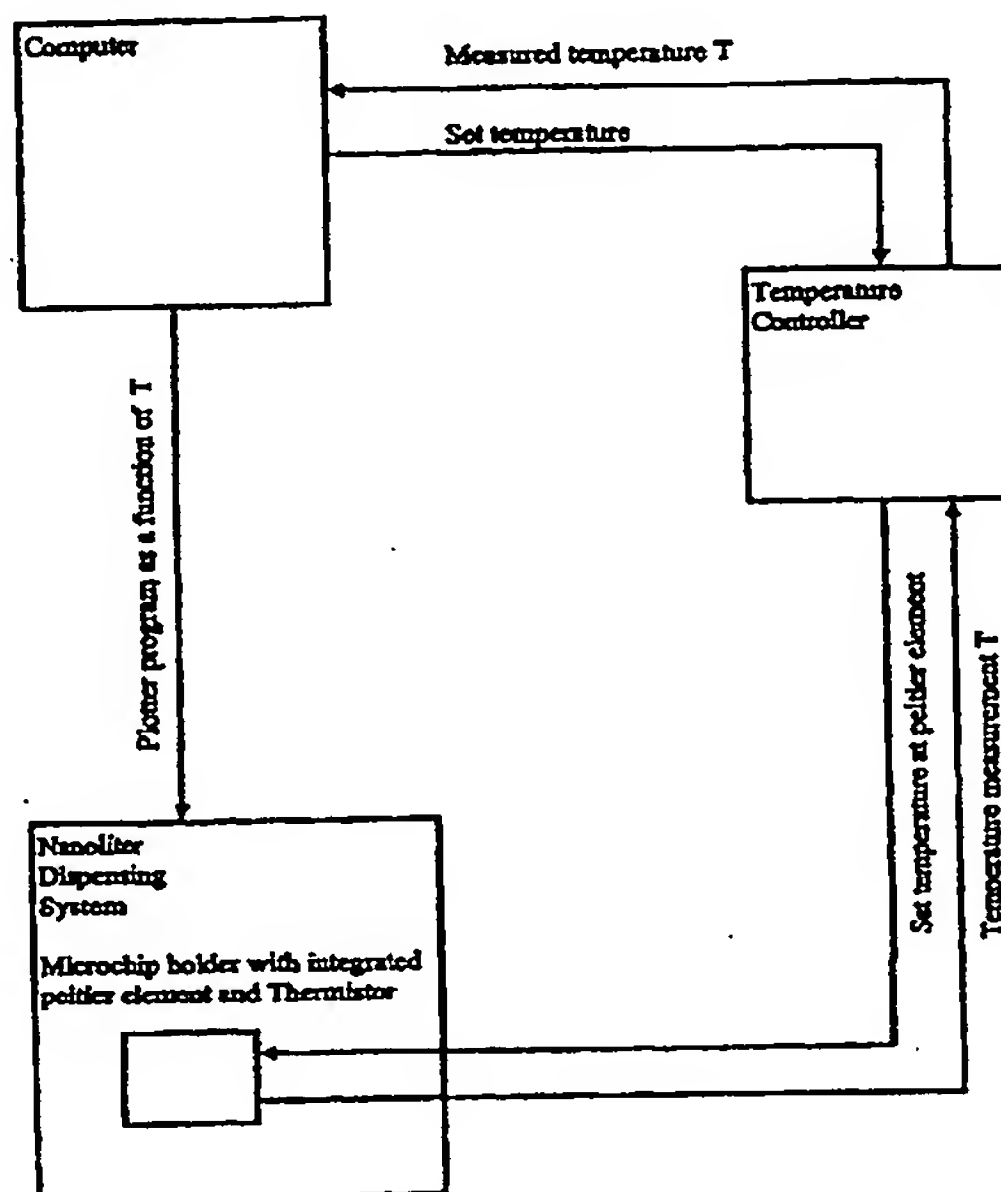 Computer
Measured temperature T
Set temperature
Temperature
Controller
Plotter program as a function of T
Set temperature at peltier element
Temperature measurement T
Nanoliter
Dispensing
System
Microchip holder with integrated
peltier element and Thermistor